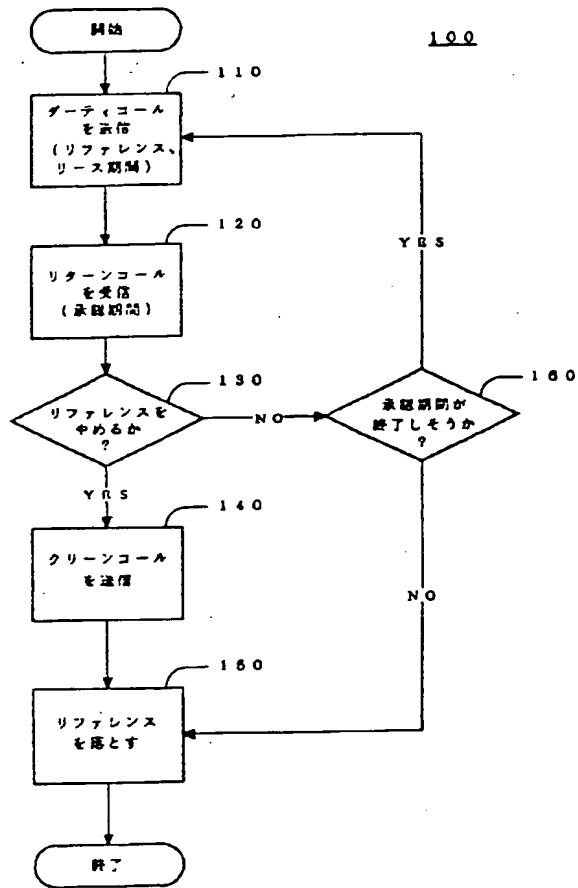 開始
100
110
ダーティコール
を送信
(リファレンス、
リース期間)
120
リターンコール
を受信
(承認期間)
130
リファレンスを
やめるか
?
NO
YES
160
承認期間が
終了しそうか
?
YES
NO
140
クリーンコール
を送信
150
リファレンス
を落とす
終了